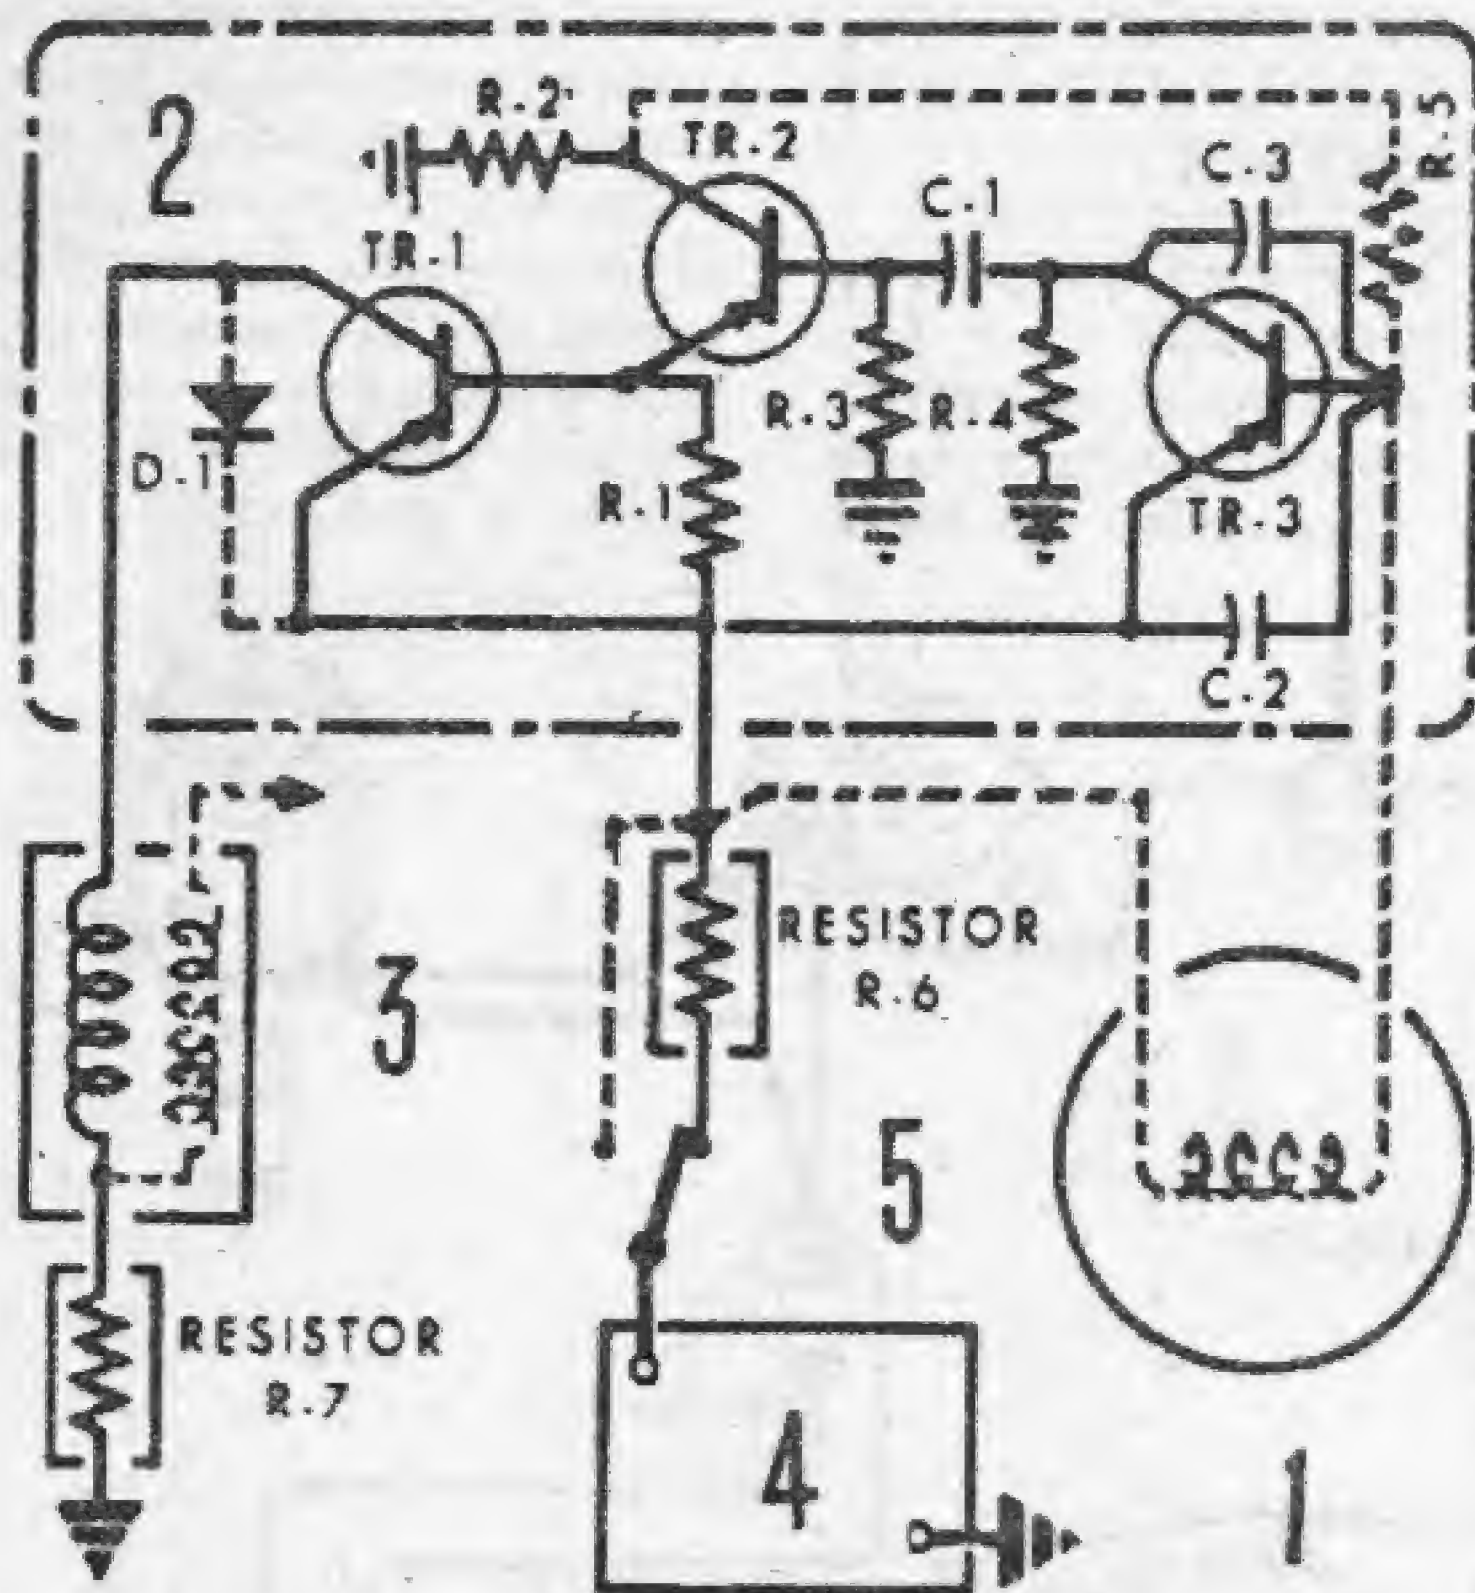 2
R-2
TR-2
R-5
C-3
C-1
TR-1
D-1
R-3
R-4
R-1
TR-3
C-2
3
RESISTOR
R-6
5
RESISTOR
R-7
4
1